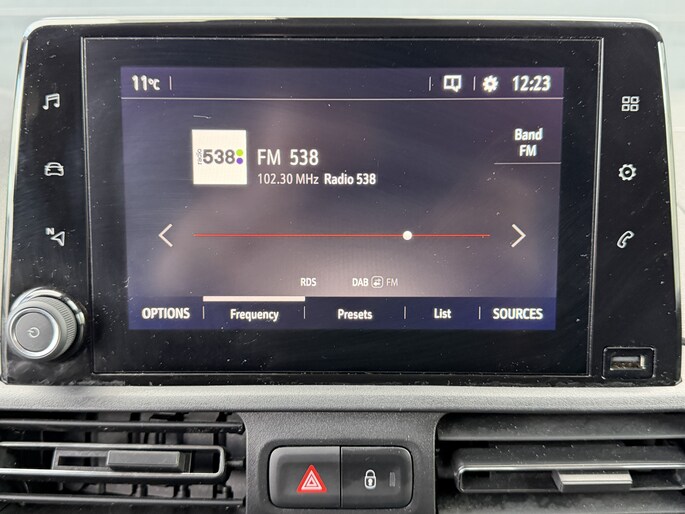 11°C
12:23
Band
FM
radio
538
FM 538
102.30 MHz Radio 538
RDS DAB FM
OPTIONS Frequency Presets List SOURCES
N